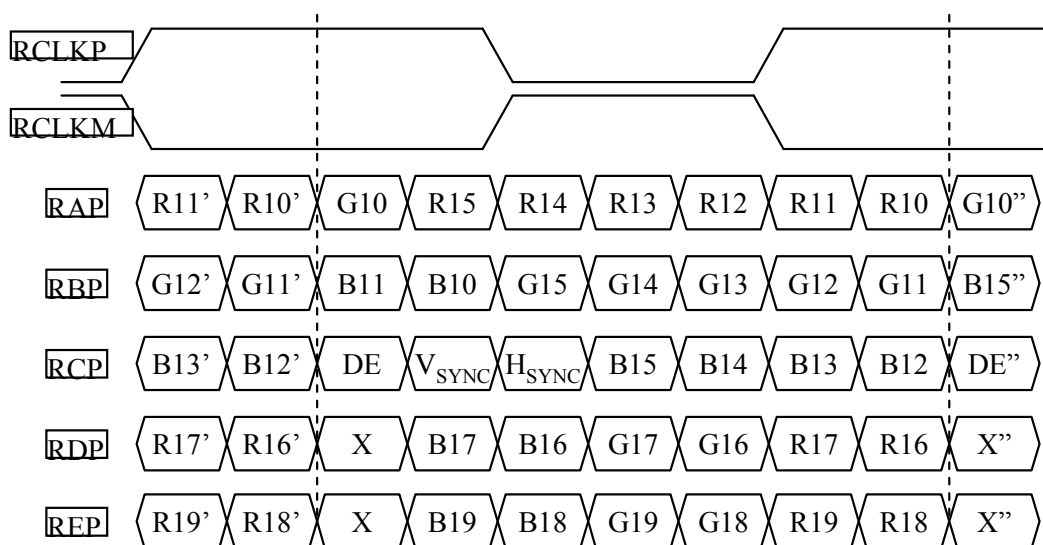 RCLKP
RCLKM
RAP R11’ R10’ G10 R15 R14 R13 R12 R11 R10 G10”
RBP G12’ G11’ B11 B10 G15 G14 G13 G12 G11 B15”
RCP B13’ B12’ DE VSYNC HSYNC B15 B14 B13 B12 DE”
RDP R17’ R16’ X B17 B16 G17 G16 R17 R16 X”
REP R19’ R18’ X B19 B18 G19 G18 R19 R18 X”